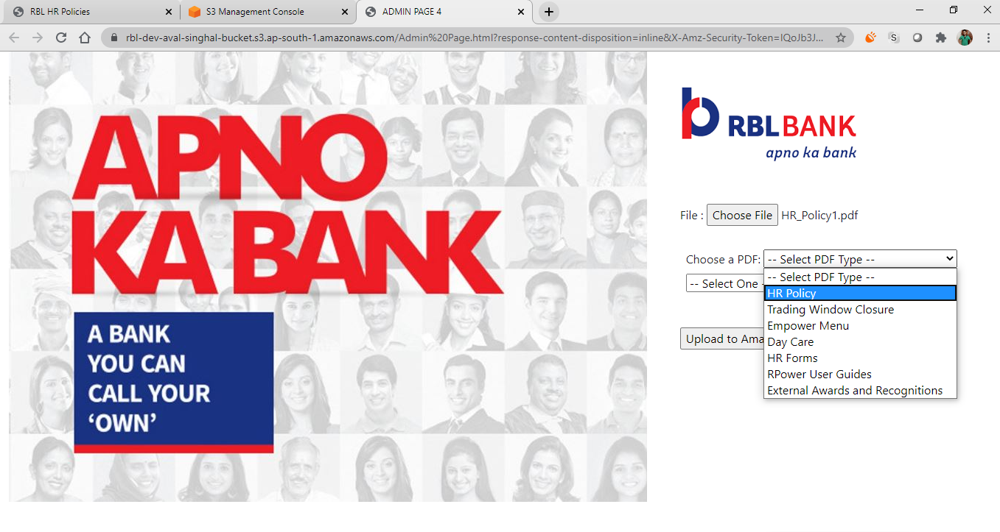 RBL HR Policies
S3 Management Console
ADMIN PAGE 4
rbl-dev-aval-singhal-bucket.s3.ap-south-1.amazonaws.com/Admin%20Page.html?response-content-disposition=inline&X-Amz-Security-Token=IQoJb3J...
S
APNO
KA BANK
A BANK
YOU CAN
CALL YOUR
‘OWN’
RBL BANK
apno ka bank
File : Choose File HR_Policy1.pdf
Choose a PDF: -- Select PDF Type --
-- Select PDF Type --
-- Select One -
HR Policy
Trading Window Closure
Empower Menu
Upload to Ama
Day Care
HR Forms
RPower User Guides
External Awards and Recognitions